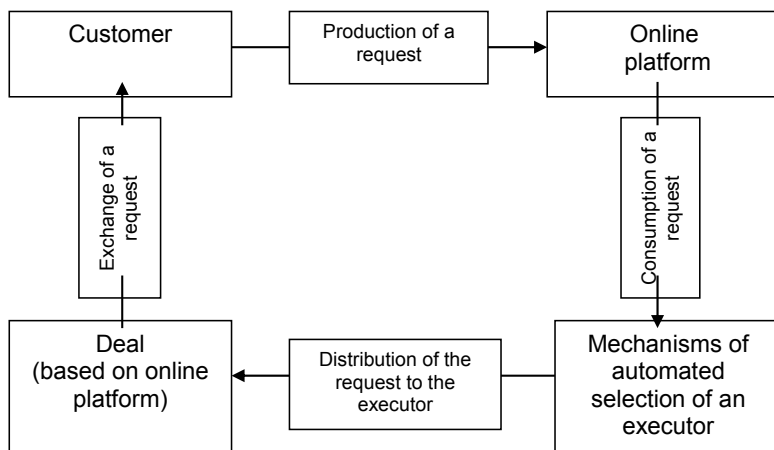 Customer
Production of a
request
Online
platform
Exchange of a
request
Consumption of a
request
Deal
(based on online
platform)
Distribution of the
request to the
executor
Mechanisms of
automated
selection of an
executor